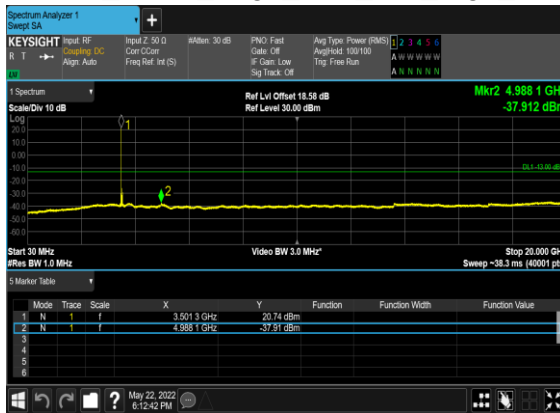 Spectrum Analyzer 1
Swept SA
KEYSIGHT Input: RF Input Z: 50 Ω #Atten: 30 dB PNO: Fast Avg Type: Power (RMS) 1 2 3 4 5 6
R T Coupling: DC Corr CCorr Gate: Off Avg|Hold: 100/100 A W W W W W
Align: Auto Freq Ref: Int (S) IF Gain: Low Trig: Free Run
LXI Sig Track: Off A N N N N N
1 Spectrum Ref Lvl Offset 18.58 dB Mkr2 4.988 1 GH
Scale/Div 10 dB Ref Level 30.00 dBm -37.912 dBr
Log
20.0
10.0
0.00
-10.0
-20.0
-30.0
-40.0
-50.0
-60.0
1
2
DL1 -13.00 dB
Start 30 MHz Video BW 3.0 MHz* Stop 20.000 GH
#Res BW 1.0 MHz Sweep ~38.3 ms (40001 pt
5 Marker Table
Mode Trace Scale X Y Function Function Width Function Value
1 N 1 f 3.501 3 GHz 20.74 dBm
2 N 1 f 4.988 1 GHz -37.91 dBm
3
4
5
6
? May 22, 2022
6:12:42 PM